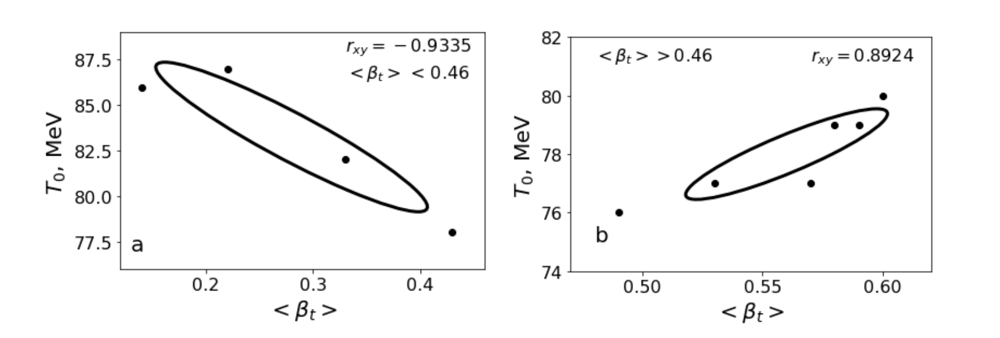 r_xy = −0.9335
<β_t> < 0.46
87.5
85.0
82.5
80.0
77.5
T_0, MeV
a
0.2 0.3 0.4
<β_t>
<β_t> > 0.46 r_xy = 0.8924
82
80
78
76
74
T_0, MeV
b
0.50 0.55 0.60
<β_t>